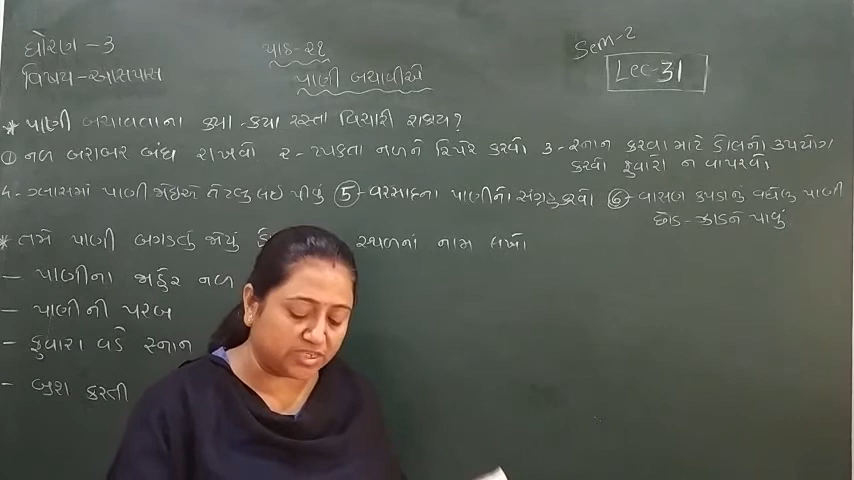 ધોરણ - 3
પાઠ - ૨૧
Sem-2
વિષય - આસપાસ
પાણી બચાવીએ
Lec-31
* પાણી બચાવવાના કયા-કયા રસ્તા વિચારી શકાય?
① નળ બરાબર બંધ રાખવો ૨ - ટપકતા નળને રિપેર કરવો ૩ - સ્નાન કરવા માટે ડોલનો ઉપયોગ
કરવો ફુવારો ન વાપરવો
૪ - ગ્લાસમાં પાણી જોઈએ તેટલુ લઈ પીવું ⑤ - વરસાદના પાણીનો સંગ્રહ કરવો ⑥ - વાસણ કપડાનું વધેલુ પાણી
છોડ - ઝાડને પાવું
* તમે પાણી બગડતું જોયું સ્થળનાં નામ લખો
- પાણીના જાહેર નળ
- પાણીની પરબ
- ફુવારા વડે સ્નાન
- બ્રશ કરતી